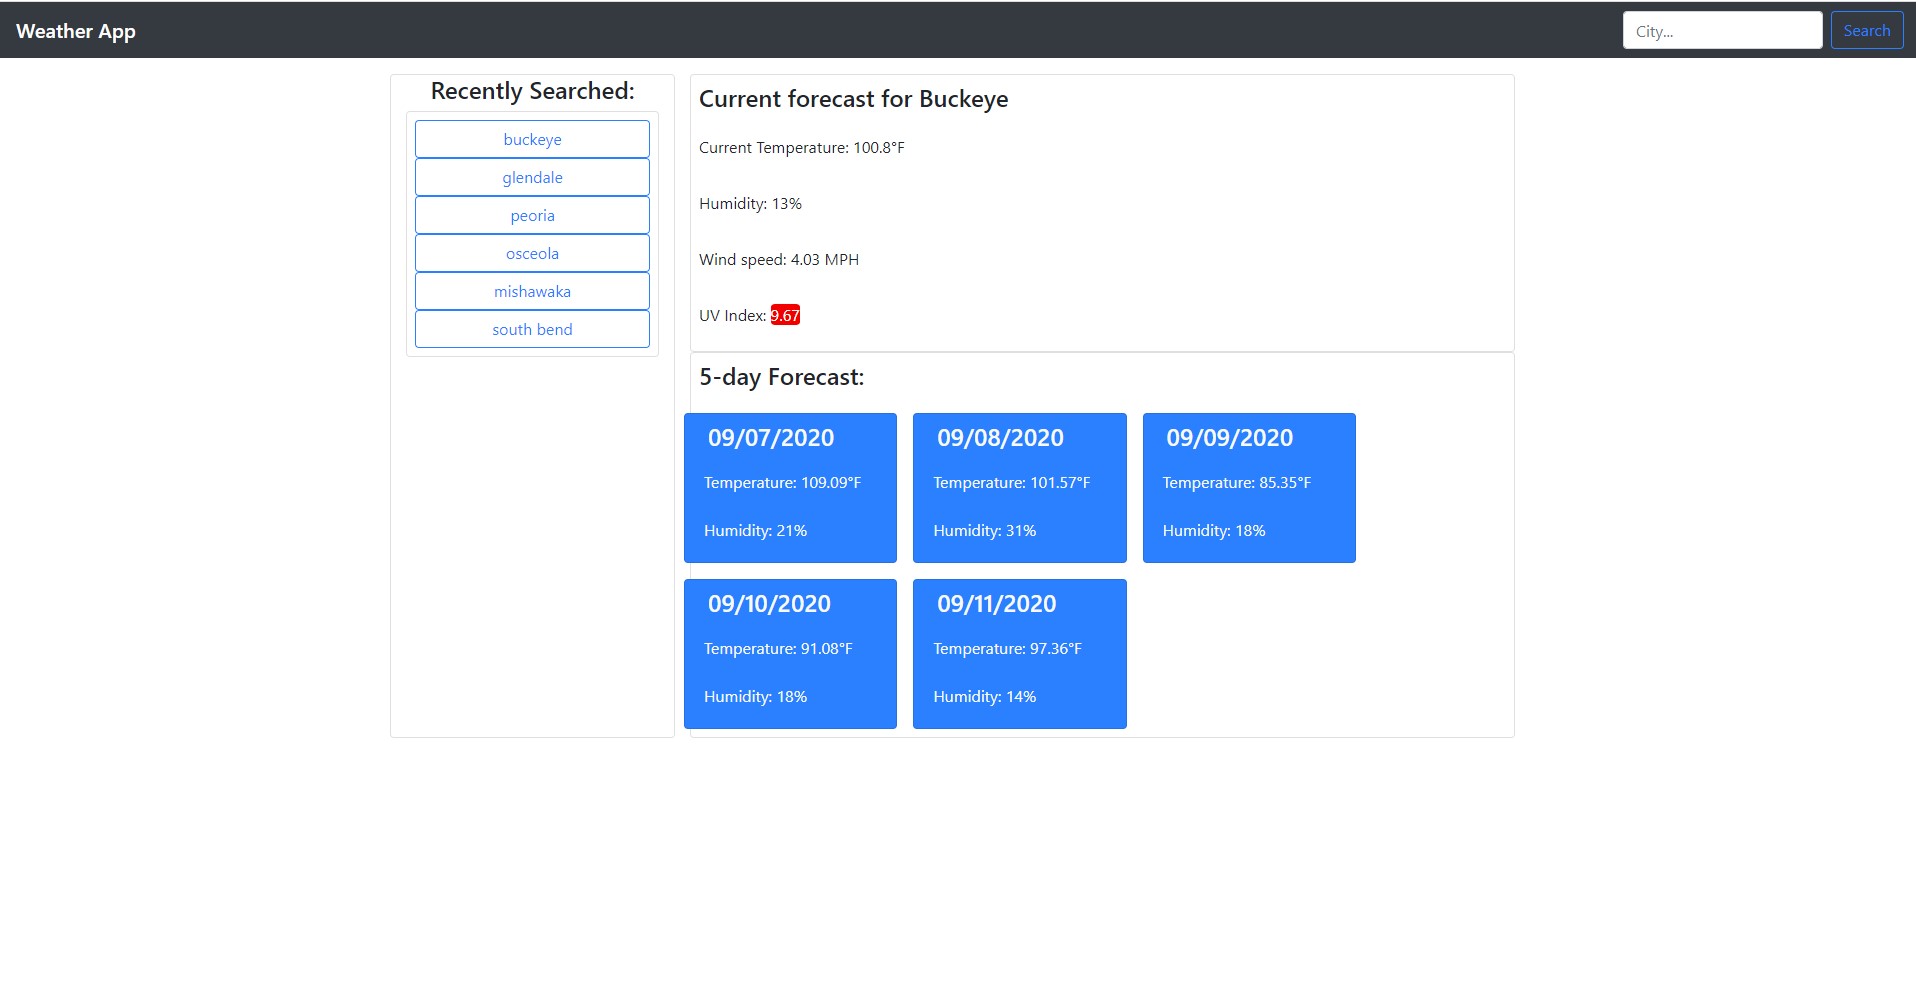 Weather App
City...
Search
Recently Searched:
buckeye
glendale
peoria
osceola
mishawaka
south bend
Current forecast for Buckeye
Current Temperature: 100.8°F
Humidity: 13%
Wind speed: 4.03 MPH
UV Index: 9.67
5-day Forecast:
09/07/2020
Temperature: 109.09°F
Humidity: 21%
09/08/2020
Temperature: 101.57°F
Humidity: 31%
09/09/2020
Temperature: 85.35°F
Humidity: 18%
09/10/2020
Temperature: 91.08°F
Humidity: 18%
09/11/2020
Temperature: 97.36°F
Humidity: 14%